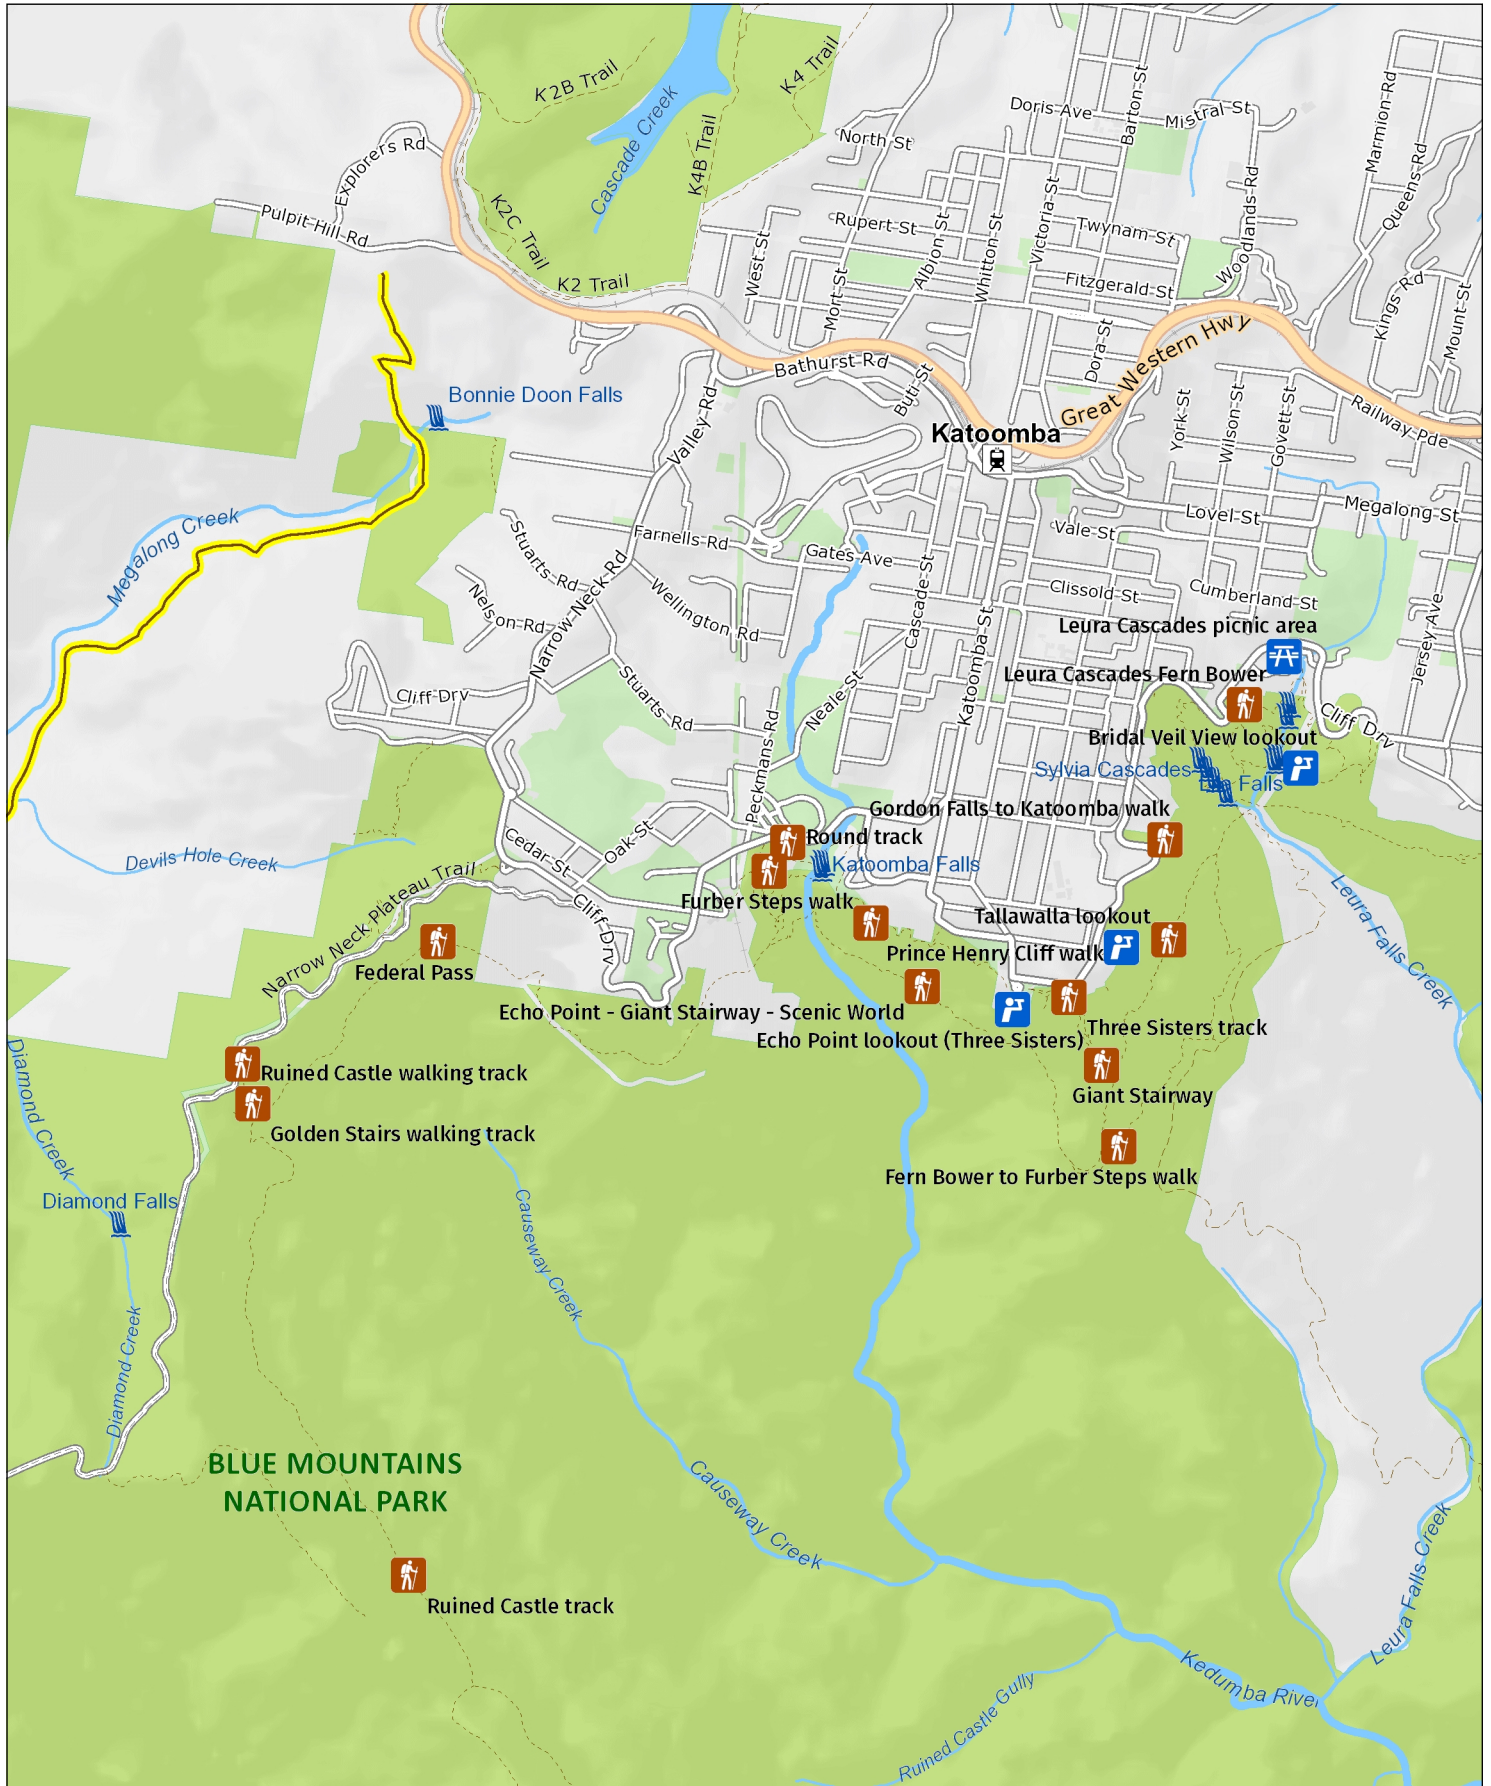 K2B Trail
K4 Trail
Cascade Creek
K4B Trail
North St
Doris Ave
Barton St
Mistral St
Marmion Rd
Queens Rd
Explorers Rd
Pulpit Hill Rd
K2C Trail
K2 Trail
West St
Rupert St
Mort St
Albion St
Whitton St
Victoria St
Twynam St
Woodlands Rd
Fitzgerald St
Kings Rd
Mount St
Dora St
Great Western Hwy
Bathurst Rd
Buti St
Valley Rd
Bonnie Doon Falls
Katoomba
York St
Wilson St
Govett St
Railway Pde
Megalong St
Lovel St
Vale St
Megalong Creek
Stuarts Rd
Farnells Rd
Gates Ave
Narrow Neck Rd
Nelson Rd
Wellington Rd
Cascade St
Clissold St
Cumberland St
Jersey Ave
Leura Cascades picnic area
Leura Cascades Fern Bower
Katoomba St
Neale St
Stuarts Rd
Cliff Drv
Cliff Drv
Bridal Veil View lookout
Sylvia Cascades
Falls
Peckmans Rd
Gordon Falls to Katoomba walk
Round track
Katoomba Falls
Oak St
Cedar St
Devils Hole Creek
Narrow Neck Plateau Trail
Furber Steps walk
Cliff Drv
Tallawalla lookout
Prince Henry Cliff walk
Leura Falls Creek
Federal Pass
Echo Point - Giant Stairway - Scenic World
Echo Point lookout (Three Sisters)
Three Sisters track
Ruined Castle walking track
Giant Stairway
Golden Stairs walking track
Diamond Creek
Fern Bower to Furber Steps walk
Diamond Falls
Causeway Creek
Diamond Creek
BLUE MOUNTAINS
NATIONAL PARK
Causeway Creek
Ruined Castle track
Leura Falls Creek
Kedumba River
Ruined Castle Gully